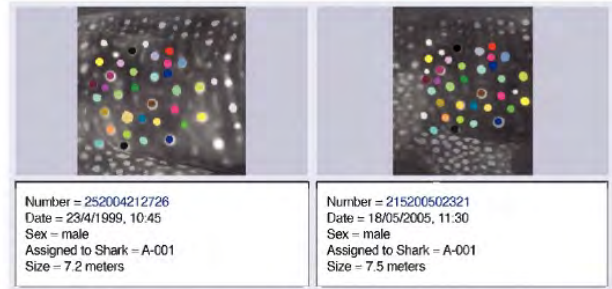 Number = 252004212726
Date = 23/4/1999, 10:45
Sex = male
Assigned to Shark = A-001
Size = 7.2 meters
Number = 215200502321
Date = 18/05/2005, 11:30
Sex = male
Assigned to Shark = A-001
Size = 7.5 meters